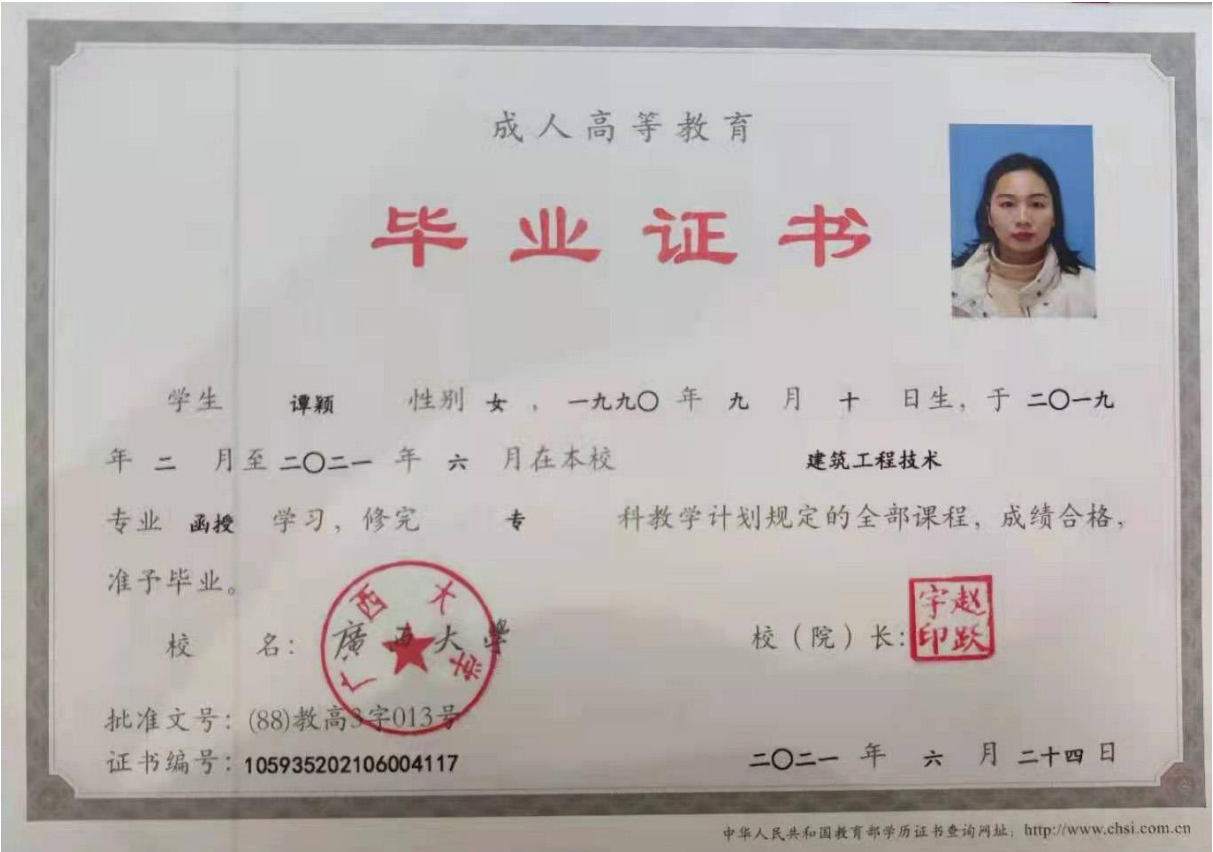 成人高等教育
毕业证书
学生 谭颖 性别 女，一九九〇年 九 月 十 日生，于二〇一九
年 二 月至二〇二一年 六 月在本校 建筑工程技术
专业 函授 学习，修完 专 科教学计划规定的全部课程，成绩合格，
准予毕业。
校 名：廣西大學
广西大学
校（院）长：
赵跃宇印
批准文号：(88)教高3字013号
证书编号：105935202106004117
二〇二一年 六 月 二十四日
中华人民共和国教育部学历证书查询网址：http://www.chsi.com.cn